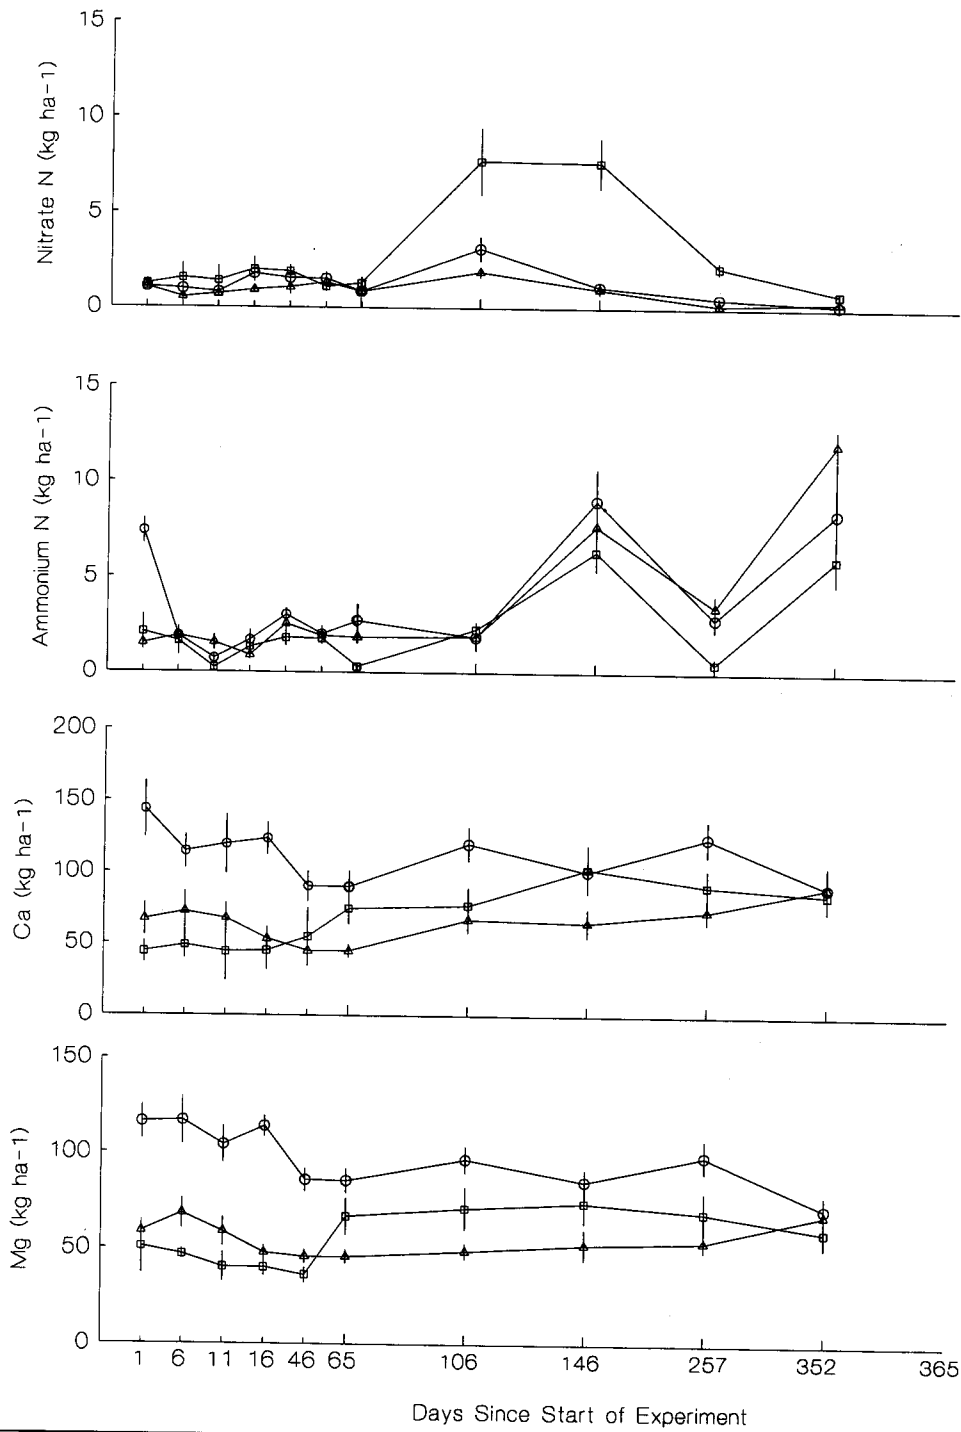 15
10
5
0
Nitrate N (kg ha-1)
15
10
5
0
Ammonium N (kg ha-1)
200
150
100
50
0
Ca (kg ha-1)
150
100
50
0
Mg (kg ha-1)
1 6 11 16 46 65 106 146 257 352 365
Days Since Start of Experiment